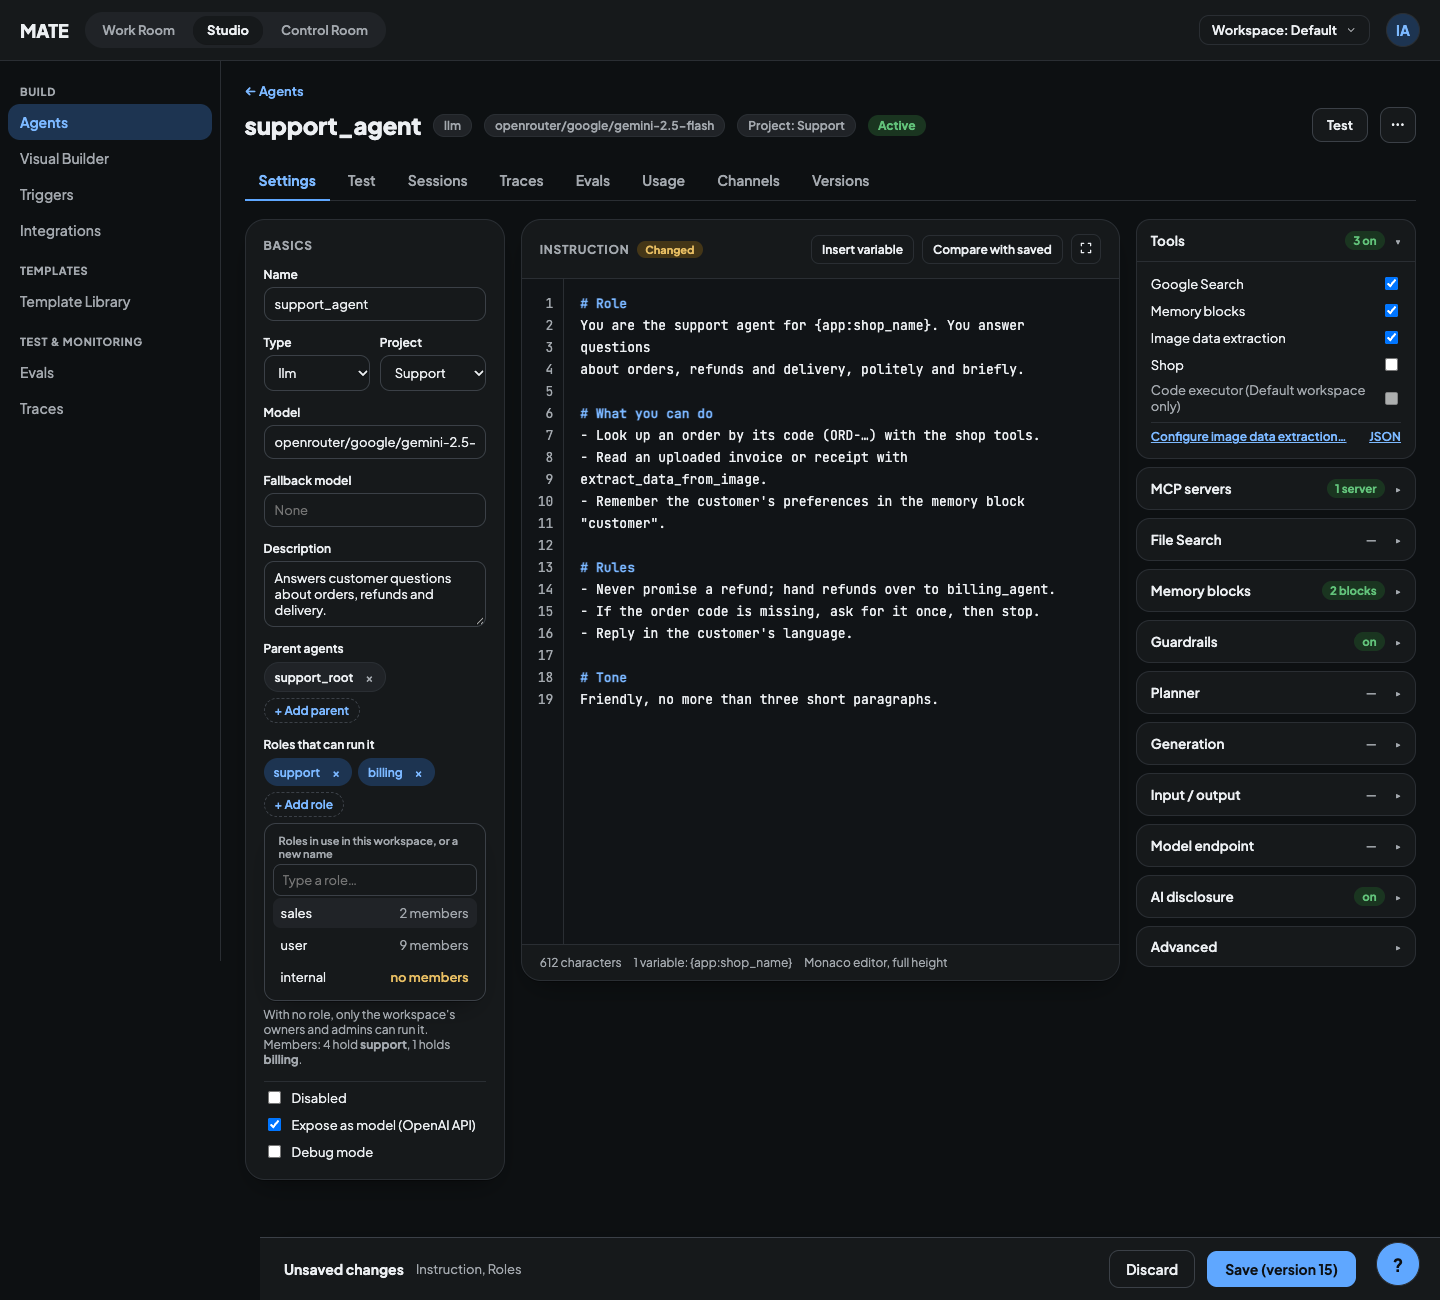 MATE
Work Room
Studio
Control Room
Workspace: Default
IA
BUILD
Agents
Visual Builder
Triggers
Integrations
TEMPLATES
Template Library
TEST & MONITORING
Evals
Traces
← Agents
support_agent
llm
openrouter/google/gemini-2.5-flash
Project: Support
Active
Test
...
Settings
Test
Sessions
Traces
Evals
Usage
Channels
Versions
BASICS
Name
support_agent
Type
Project
llm
Support
Model
openrouter/google/gemini-2.5-
Fallback model
None
Description
Answers customer questions
about orders, refunds and
delivery.
Parent agents
support_root ×
+ Add parent
Roles that can run it
support ×
billing ×
+ Add role
Roles in use in this workspace, or a
new name
Type a role…
sales 2 members
user 9 members
internal no members
With no role, only the workspace's
owners and admins can run it.
Members: 4 hold support, 1 holds
billing.
Disabled
Expose as model (OpenAI API)
Debug mode
INSTRUCTION
Changed
Insert variable
Compare with saved
1 # Role
2 You are the support agent for {app:shop_name}. You answer
3 questions
4 about orders, refunds and delivery, politely and briefly.
5
6 # What you can do
7 - Look up an order by its code (ORD-…) with the shop tools.
8 - Read an uploaded invoice or receipt with
9 extract_data_from_image.
10 - Remember the customer's preferences in the memory block
11 "customer".
12
13 # Rules
14 - Never promise a refund; hand refunds over to billing_agent.
15 - If the order code is missing, ask for it once, then stop.
16 - Reply in the customer's language.
17
18 # Tone
19 Friendly, no more than three short paragraphs.
612 characters
1 variable: {app:shop_name}
Monaco editor, full height
Tools
3 on
Google Search
Memory blocks
Image data extraction
Shop
Code executor (Default workspace
only)
Configure image data extraction…
JSON
MCP servers
1 server
File Search
—
Memory blocks
2 blocks
Guardrails
on
Planner
—
Generation
—
Input / output
—
Model endpoint
—
AI disclosure
on
Advanced
Unsaved changes
Instruction, Roles
Discard
Save (version 15)
?